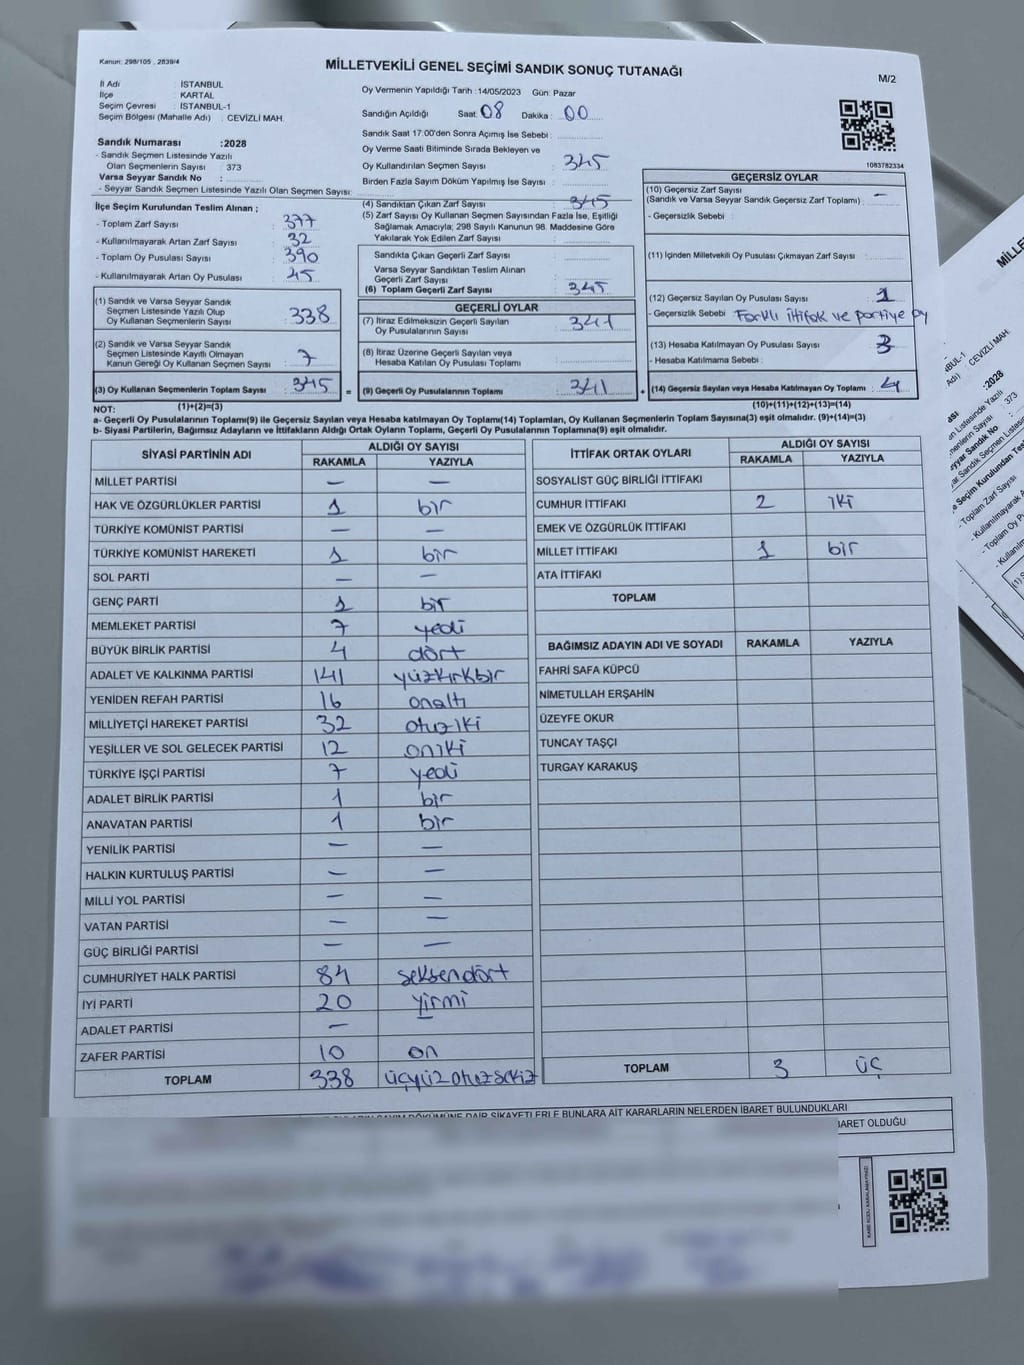 Kanun: 298/105 , 2839/4
MİLLETVEKİLİ GENEL SEÇİMİ SANDIK SONUÇ TUTANAĞI
M/2
İl Adı : İSTANBUL
İlçe : KARTAL
Seçim Çevresi : İSTANBUL-1
Seçim Bölgesi (Mahalle Adı) : CEVİZLİ MAH.
Oy Vermenin Yapıldığı Tarih :14/05/2023 Gün: Pazar
Sandığın Açıldığı Saat: 08 Dakika : 00
Sandık Saat 17.00'den Sonra Açımış İse Sebebi :
Oy Verme Saati Bitiminde Sırada Bekleyen ve
Oy Kullandırılan Seçmen Sayısı : 345
Birden Fazla Sayım Döküm Yapılmış İse Sayısı :
Sandık Numarası :2028
- Sandık Seçmen Listesinde Yazılı
Olan Seçmenlerin Sayısı : 373
Varsa Seyyar Sandık No :
- Seyyar Sandık Seçmen Listesinde Yazılı Olan Seçmen Sayısı:
İlçe Seçim Kurulundan Teslim Alınan ;
- Toplam Zarf Sayısı : 377
- Kullanılmayarak Artan Zarf Sayısı : 32
- Toplam Oy Pusulası Sayısı : 390
- Kullanılmayarak Artan Oy Pusulası : 45
(1) Sandık ve Varsa Seyyar Sandık
Seçmen Listesinde Yazılı Olup
Oy Kullanan Seçmenlerin Sayısı : 338
(2) Sandık ve Varsa Seyyar Sandık
Seçmen Listesinde Kayıtlı Olmayan
Kanun Gereği Oy Kullanan Seçmen Sayısı : 7
(3) Oy Kullanan Seçmenlerin Toplam Sayısı : 345
(1)+(2)=(3)
(4) Sandıktan Çıkan Zarf Sayısı : 345
(5) Zarf Sayısı Oy Kullanan Seçmen Sayısından Fazla İse, Eşitliği
Sağlamak Amacıyla; 298 Sayılı Kanunun 98. Maddesine Göre
Yakılarak Yok Edilen Zarf Sayısı :
Sandıkta Çıkan Geçerli Zarf Sayısı :
Varsa Seyyar Sandıktan Teslim Alınan
Geçerli Zarf Sayısı :
(6) Toplam Geçerli Zarf Sayısı : 345
GEÇERLİ OYLAR
(7) İtiraz Edilmeksizin Geçerli Sayılan
Oy Pusulalarının Sayısı : 341
(8) İtiraz Üzerine Geçerli Sayılan veya
Hesaba Katılan Oy Pusulası Toplamı :
= (9) Geçerli Oy Pusulalarının Toplamı : 341
1083782334
GEÇERSİZ OYLAR
(10) Geçersiz Zarf Sayısı : —
(Sandık ve Varsa Seyyar Sandık Geçersiz Zarf Toplamı)
- Geçersizlik Sebebi :
(11) İçinden Milletvekili Oy Pusulası Çıkmayan Zarf Sayısı :
(12) Geçersiz Sayılan Oy Pusulası Sayısı : 1
- Geçersizlik Sebebi : Farklı ittifak ve partiye oy
(13) Hesaba Katılmayan Oy Pusulası Sayısı : 3
- Hesaba Katılmama Sebebi :
+ (14) Geçersiz Sayılan veya Hesaba Katılmayan Oy Toplamı : 4
(10)+(11)+(12)+(13)=(14)
NOT:
a- Geçerli Oy Pusulalarının Toplamı(9) ile Geçersiz Sayılan veya Hesaba katılmayan Oy Toplamı(14) Toplamları, Oy Kullanan Seçmenlerin Toplam Sayısına(3) eşit olmalıdır. (9)+(14)=(3)
b- Siyasi Partilerin, Bağımsız Adayların ve İttifakların Aldığı Ortak Oyların Toplamı, Geçerli Oy Pusulalarının Toplamına(9) eşit olmalıdır.
SİYASİ PARTİNİN ADI ALDIĞI OY SAYISI
RAKAMLA YAZIYLA
MİLLET PARTİSİ — —
HAK VE ÖZGÜRLÜKLER PARTİSİ 1 bir
TÜRKİYE KOMÜNİST PARTİSİ — —
TÜRKİYE KOMÜNİST HAREKETİ 1 bir
SOL PARTİ — —
GENÇ PARTİ 1 bir
MEMLEKET PARTİSİ 7 yedi
BÜYÜK BİRLİK PARTİSİ 4 dört
ADALET VE KALKINMA PARTİSİ 141 yüzkırkbir
YENİDEN REFAH PARTİSİ 16 onaltı
MİLLİYETÇİ HAREKET PARTİSİ 32 otuziki
YEŞİLLER VE SOL GELECEK PARTİSİ 12 oniki
TÜRKİYE İŞÇİ PARTİSİ 7 yedi
ADALET BİRLİK PARTİSİ 1 bir
ANAVATAN PARTİSİ 1 bir
YENİLİK PARTİSİ — —
HALKIN KURTULUŞ PARTİSİ — —
MİLLİ YOL PARTİSİ — —
VATAN PARTİSİ — —
GÜÇ BİRLİĞİ PARTİSİ — —
CUMHURİYET HALK PARTİSİ 84 seksendört
İYİ PARTİ 20 yirmi
ADALET PARTİSİ —
ZAFER PARTİSİ 10 on
TOPLAM 338 üçyüzotuzsekiz
İTTİFAK ORTAK OYLARI ALDIĞI OY SAYISI
RAKAMLA YAZIYLA
SOSYALİST GÜÇ BİRLİĞİ İTTİFAKI
CUMHUR İTTİFAKI 2 iki
EMEK VE ÖZGÜRLÜK İTTİFAKI
MİLLET İTTİFAKI 1 bir
ATA İTTİFAKI
TOPLAM
BAĞIMSIZ ADAYIN ADI VE SOYADI RAKAMLA YAZIYLA
FAHRİ SAFA KÜPCÜ
NİMETULLAH ERŞAHİN
ÜZEYFE OKUR
TUNCAY TAŞÇI
TURGAY KARAKUŞ
TOPLAM 3 üç
SAYIM DÖKÜMÜNE DAİR ŞİKAYETLERLE BUNLARA AİT KARARLARIN NELERDEN İBARET BULUNDUKLARI
İBARET OLDUĞU